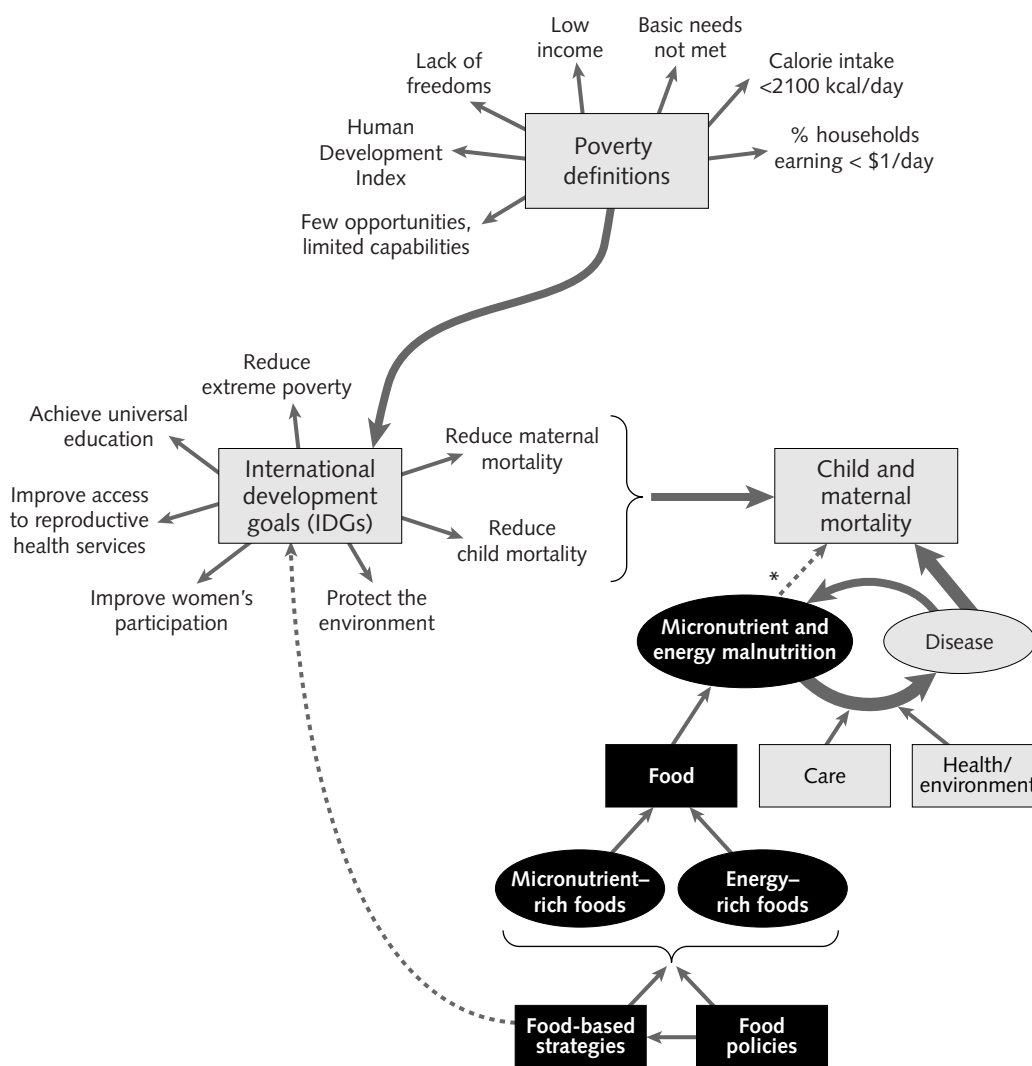 Low
income
Basic needs
not met
Lack of
freedoms
Calorie intake
<2100 kcal/day
Human
Development
Index
Poverty
definitions
% households
earning < $1/day
Few opportunities,
limited capabilities
Reduce
extreme poverty
Achieve universal
education
Reduce maternal
mortality
International
development
goals (IDGs)
Child and
maternal
mortality
Improve access
to reproductive
health services
Reduce
child mortality
Improve women's
participation
Protect the
environment
*
Micronutrient and
energy malnutrition
Disease
Food
Care
Health/
environment
Micronutrient–
rich foods
Energy–
rich foods
Food-based
strategies
Food
policies